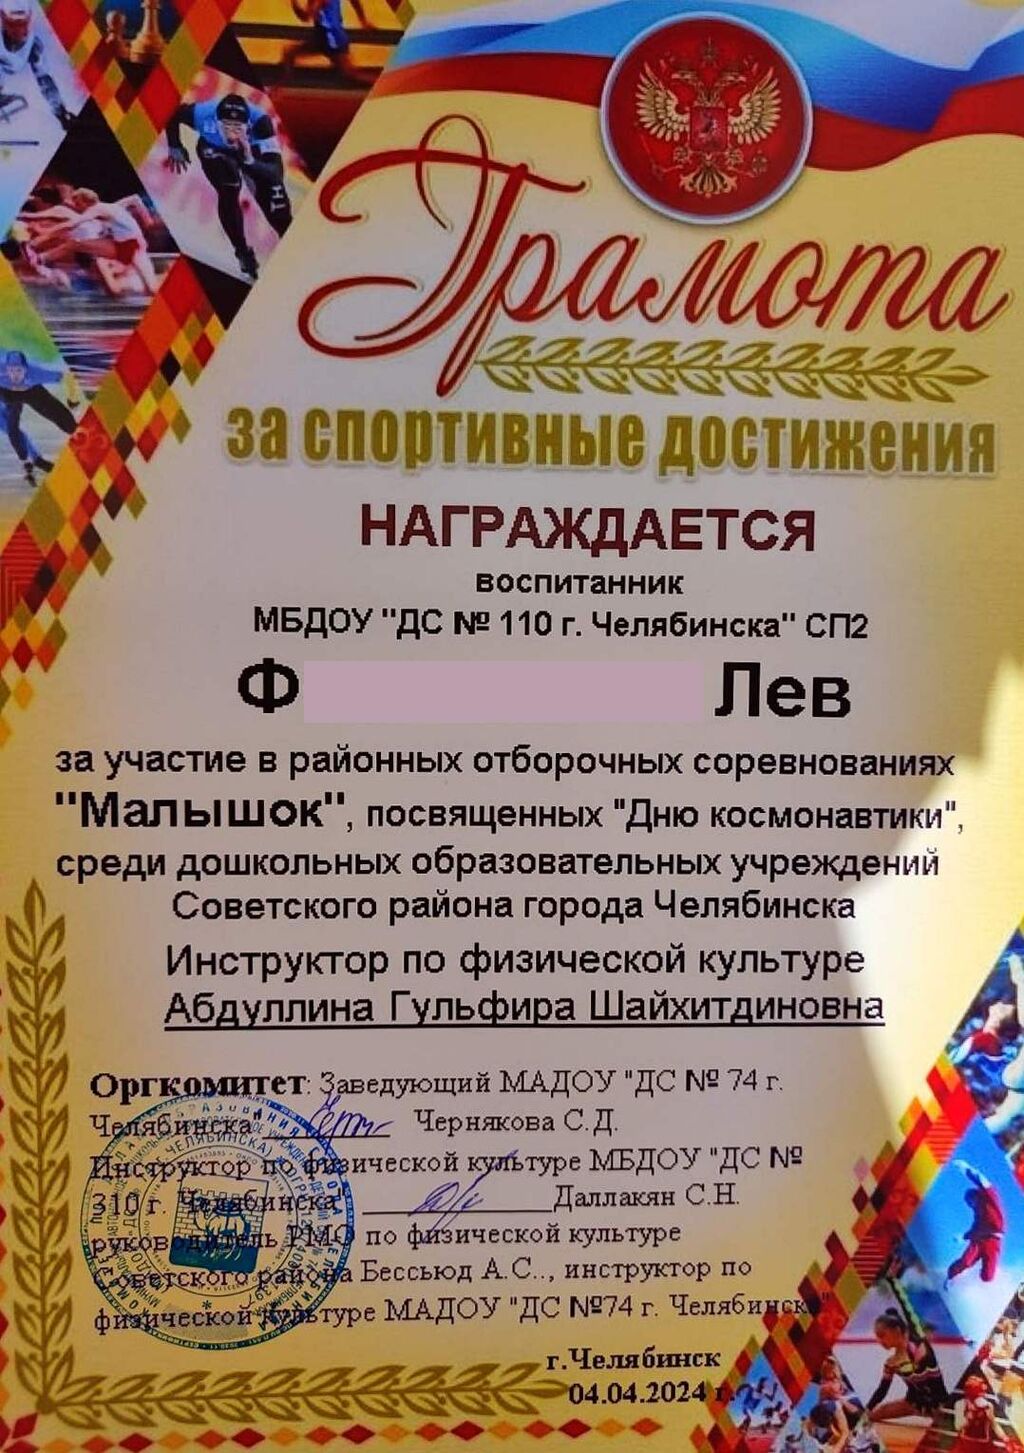 Грамота
за спортивные достижения
НАГРАЖДАЕТСЯ
воспитанник
МБДОУ "ДС № 110 г. Челябинска" СП2
Ф Лев
за участие в районных отборочных соревнованиях
"Малышок", посвященных "Дню космонавтики",
среди дошкольных образовательных учреждений
Советского района города Челябинска
Инструктор по физической культуре
Абдуллина Гульфира Шайхитдиновна
Оргкомитет: Заведующий МАДОУ "ДС № 74 г.
Челябинска" Чернякова С.Д.
Инструктор по физической культуре МБДОУ "ДС №
310 г. Челябинска" Даллакян С.Н.
руководитель РМО по физической культуре
Советского района Бессьюд А.С.., инструктор по
физической культуре МАДОУ "ДС №74 г. Челябинска"
г.Челябинск
04.04.2024 г.